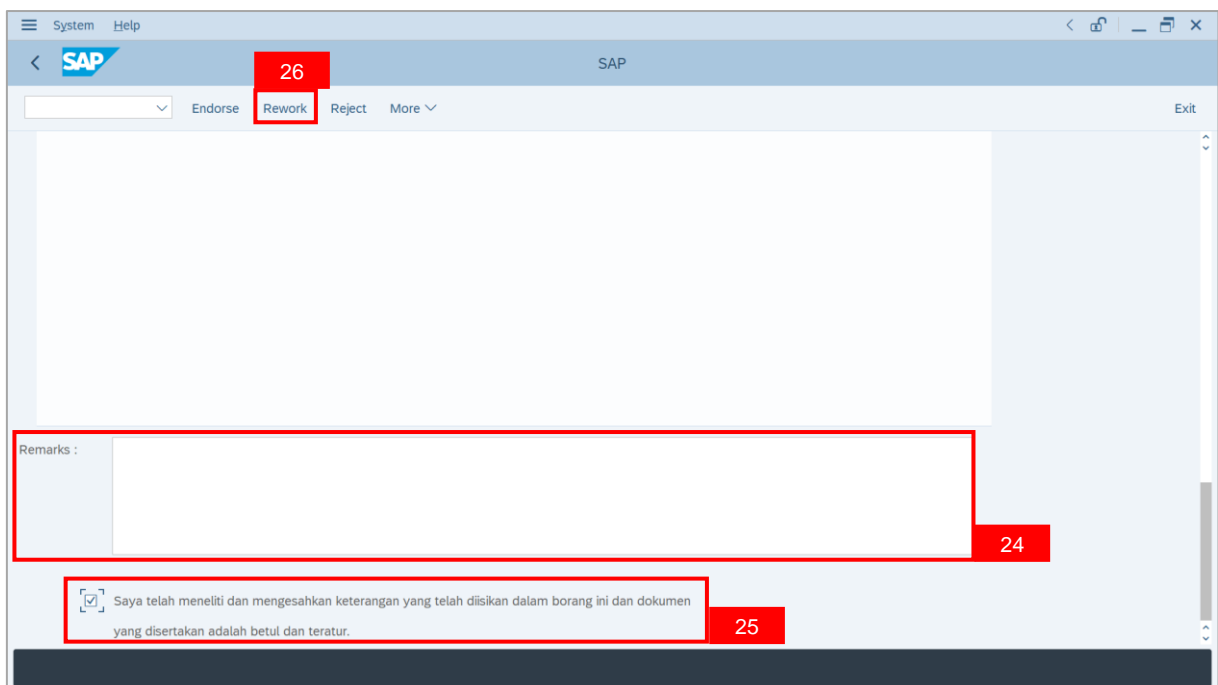 System Help
SAP
SAP
26
Endorse Rework Reject More Exit
Remarks :
24
Saya telah meneliti dan mengesahkan keterangan yang telah diisikan dalam borang ini dan dokumen
yang disertakan adalah betul dan teratur.
25